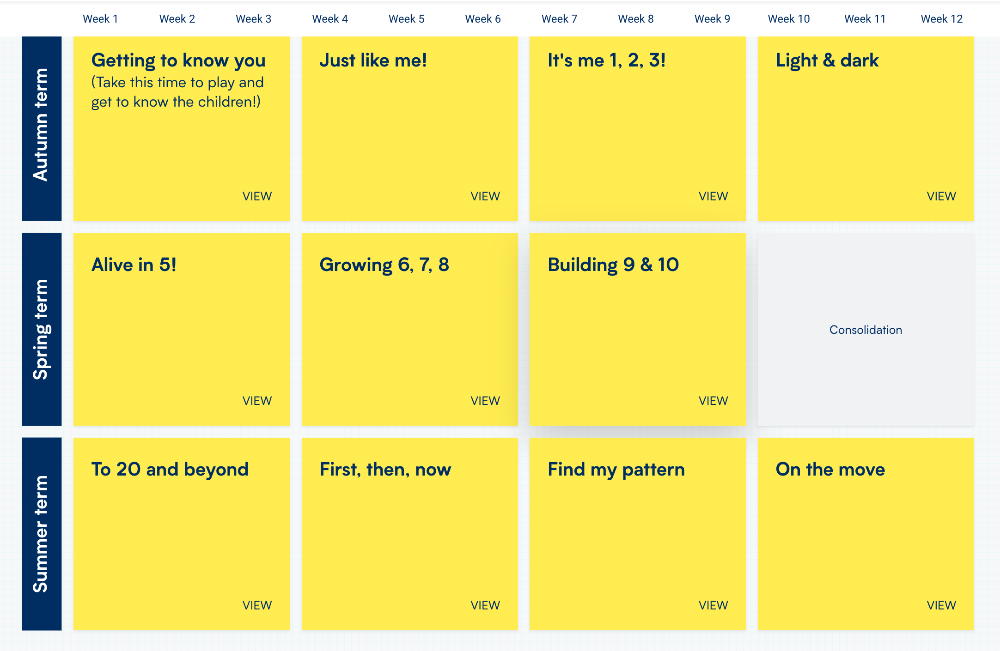 Week 1 Week 2 Week 3 Week 4 Week 5 Week 6 Week 7 Week 8 Week 9 Week 10 Week 11 Week 12
Autumn term
Getting to know you
(Take this time to play and
get to know the children!)
VIEW
Just like me!
VIEW
It's me 1, 2, 3!
VIEW
Light & dark
VIEW
Spring term
Alive in 5!
VIEW
Growing 6, 7, 8
VIEW
Building 9 & 10
VIEW
Consolidation
Summer term
To 20 and beyond
VIEW
First, then, now
VIEW
Find my pattern
VIEW
On the move
VIEW